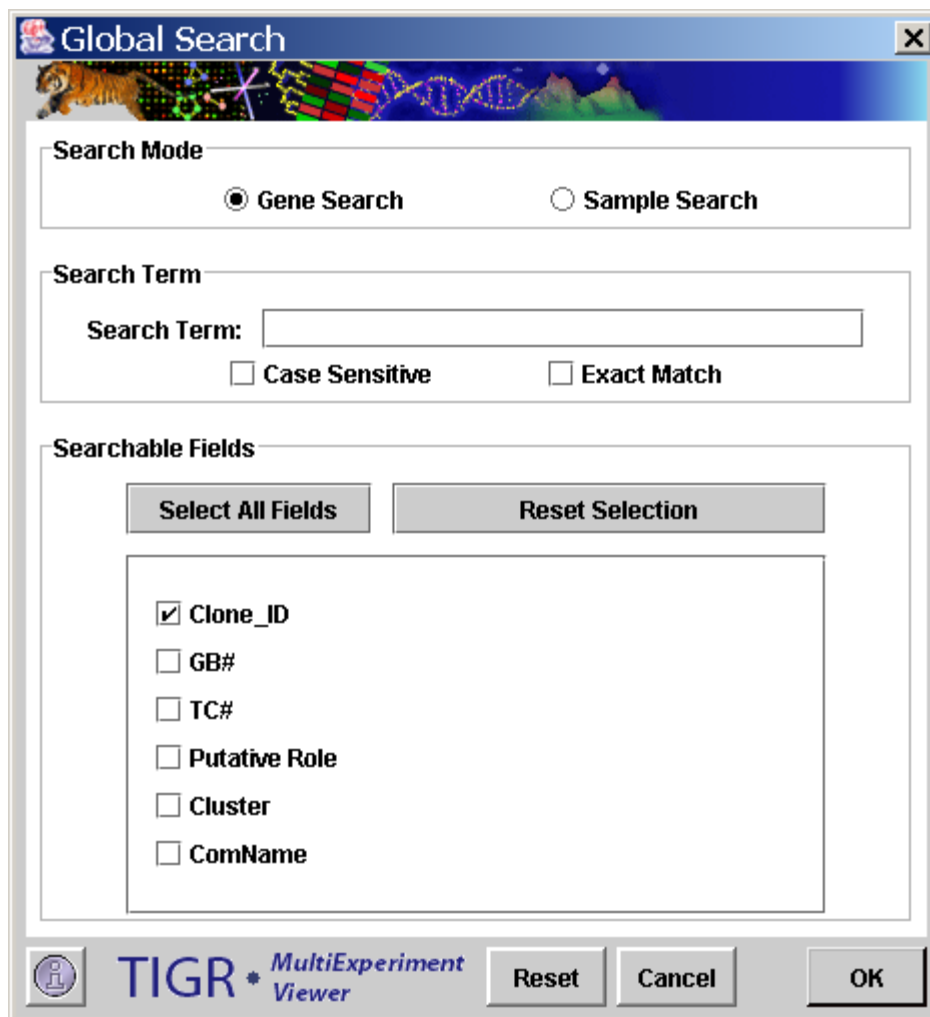 Global Search
Search Mode
Gene Search Sample Search
Search Term
Search Term:
Case Sensitive Exact Match
Searchable Fields
Select All Fields Reset Selection
Clone_ID
GB#
TC#
Putative Role
Cluster
ComName
TIGR • MultiExperiment
Viewer
Reset Cancel OK